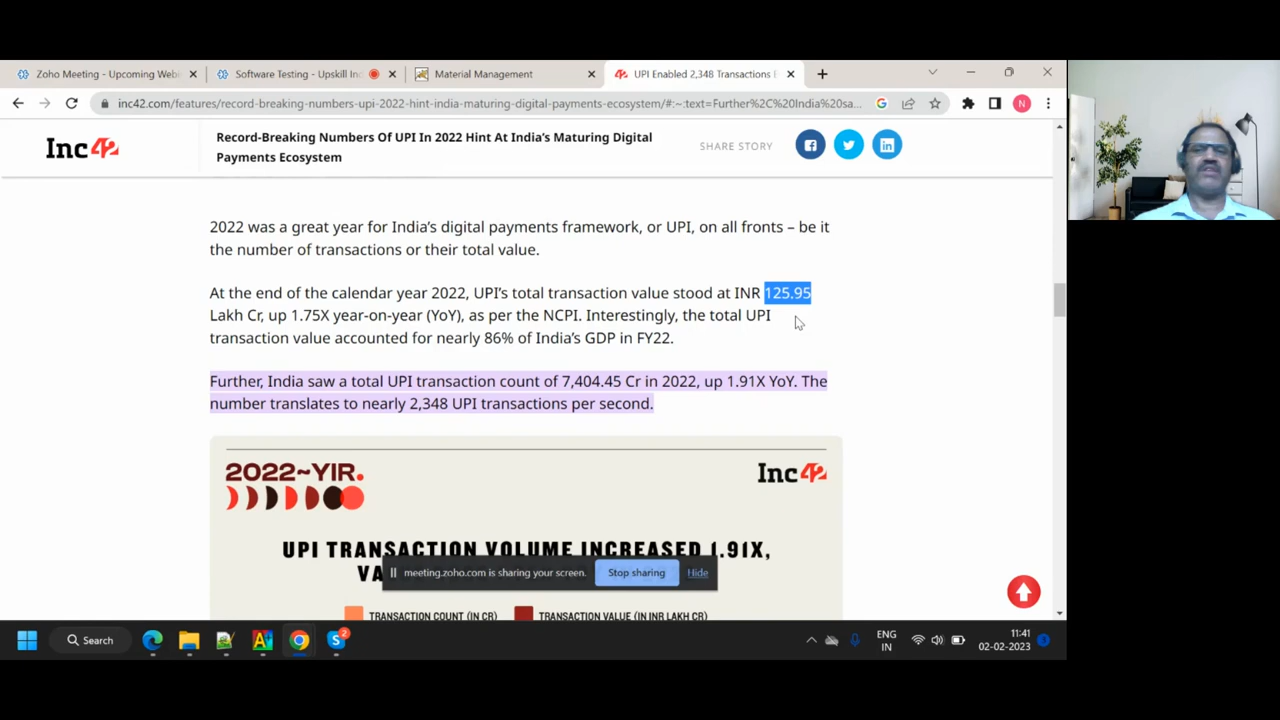 Zoho Meeting - Upcoming Webi
Software Testing - Upskill Inc
Material Management
UPI Enabled 2,348 Transactions E
inc42.com/features/record-breaking-numbers-upi-2022-hint-india-maturing-digital-payments-ecosystem/#:~:text=Further%2C%20India%20sa...
N
Inc42
Record-Breaking Numbers Of UPI In 2022 Hint At India's Maturing Digital
Payments Ecosystem
SHARE STORY
2022 was a great year for India's digital payments framework, or UPI, on all fronts – be it
the number of transactions or their total value.
At the end of the calendar year 2022, UPI's total transaction value stood at INR 125.95
Lakh Cr, up 1.75X year-on-year (YoY), as per the NCPI. Interestingly, the total UPI
transaction value accounted for nearly 86% of India's GDP in FY22.
Further, India saw a total UPI transaction count of 7,404.45 Cr in 2022, up 1.91X YoY. The
number translates to nearly 2,348 UPI transactions per second.
2022~YIR.
Inc42
UPI TRANSACTION VOLUME INCREASED 1.91X,
VA
meeting.zoho.com is sharing your screen.
Stop sharing
Hide
TRANSACTION COUNT (IN CR)
TRANSACTION VALUE (IN INR LAKH CR)
Search
2
ENG
IN
11:41
02-02-2023
3